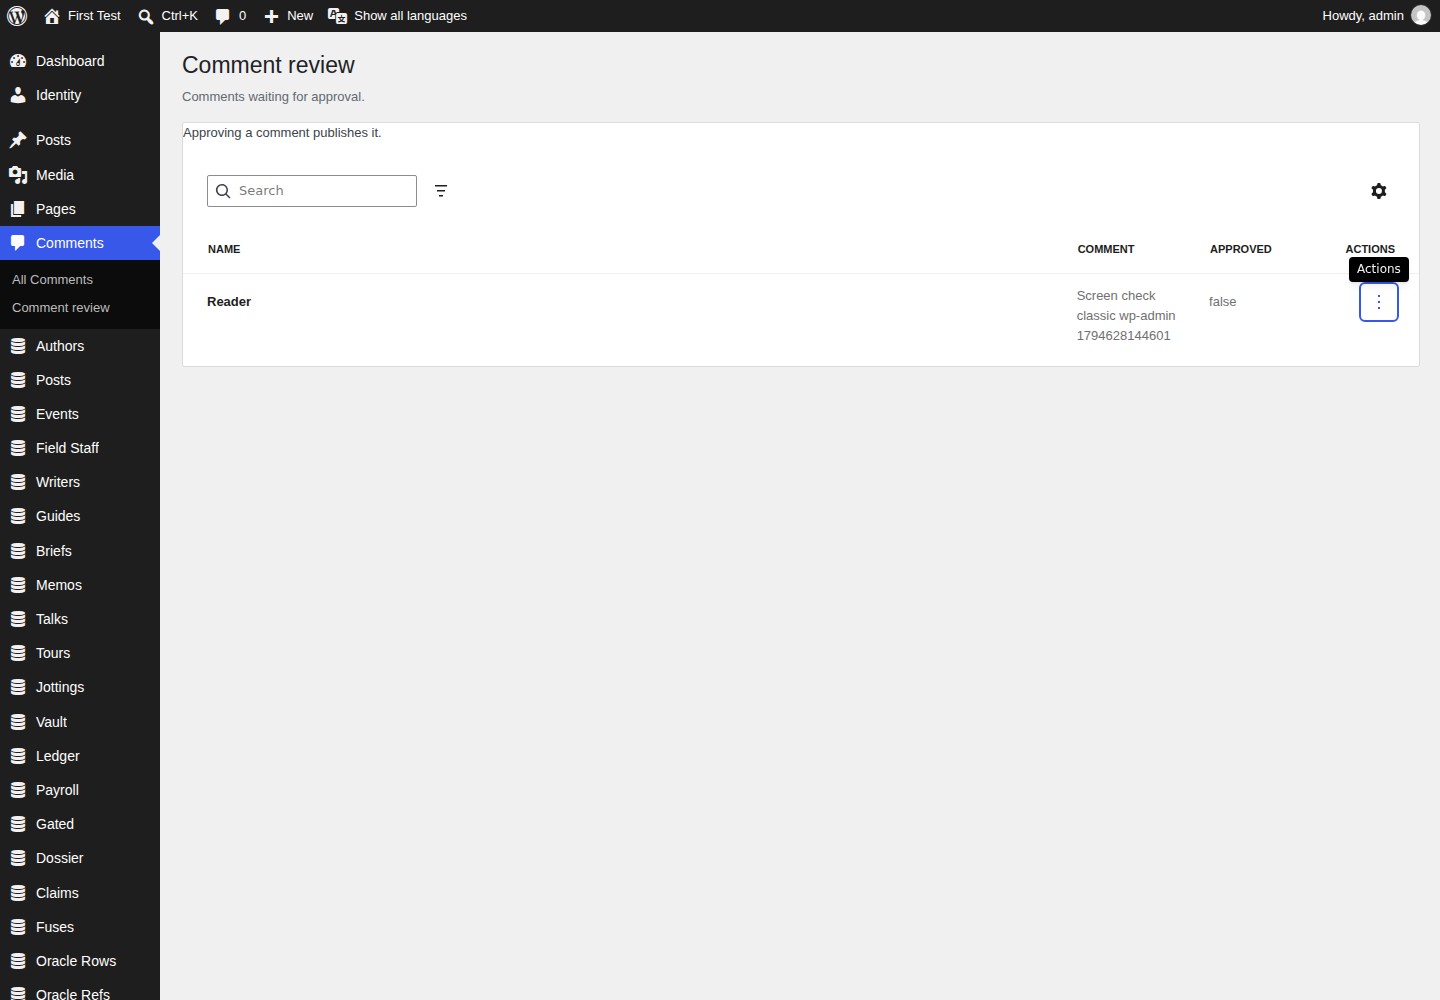 First Test
Ctrl+K
0
New
Show all languages
Howdy, admin
Dashboard
Identity
Posts
Media
Pages
Comments
All Comments
Comment review
Authors
Posts
Events
Field Staff
Writers
Guides
Briefs
Memos
Talks
Tours
Jottings
Vault
Ledger
Payroll
Gated
Dossier
Claims
Fuses
Oracle Rows
Oracle Refs
Comment review
Comments waiting for approval.
Approving a comment publishes it.
Search
NAME
COMMENT
APPROVED
ACTIONS
Actions
Reader
Screen check
classic wp-admin
1794628144601
false